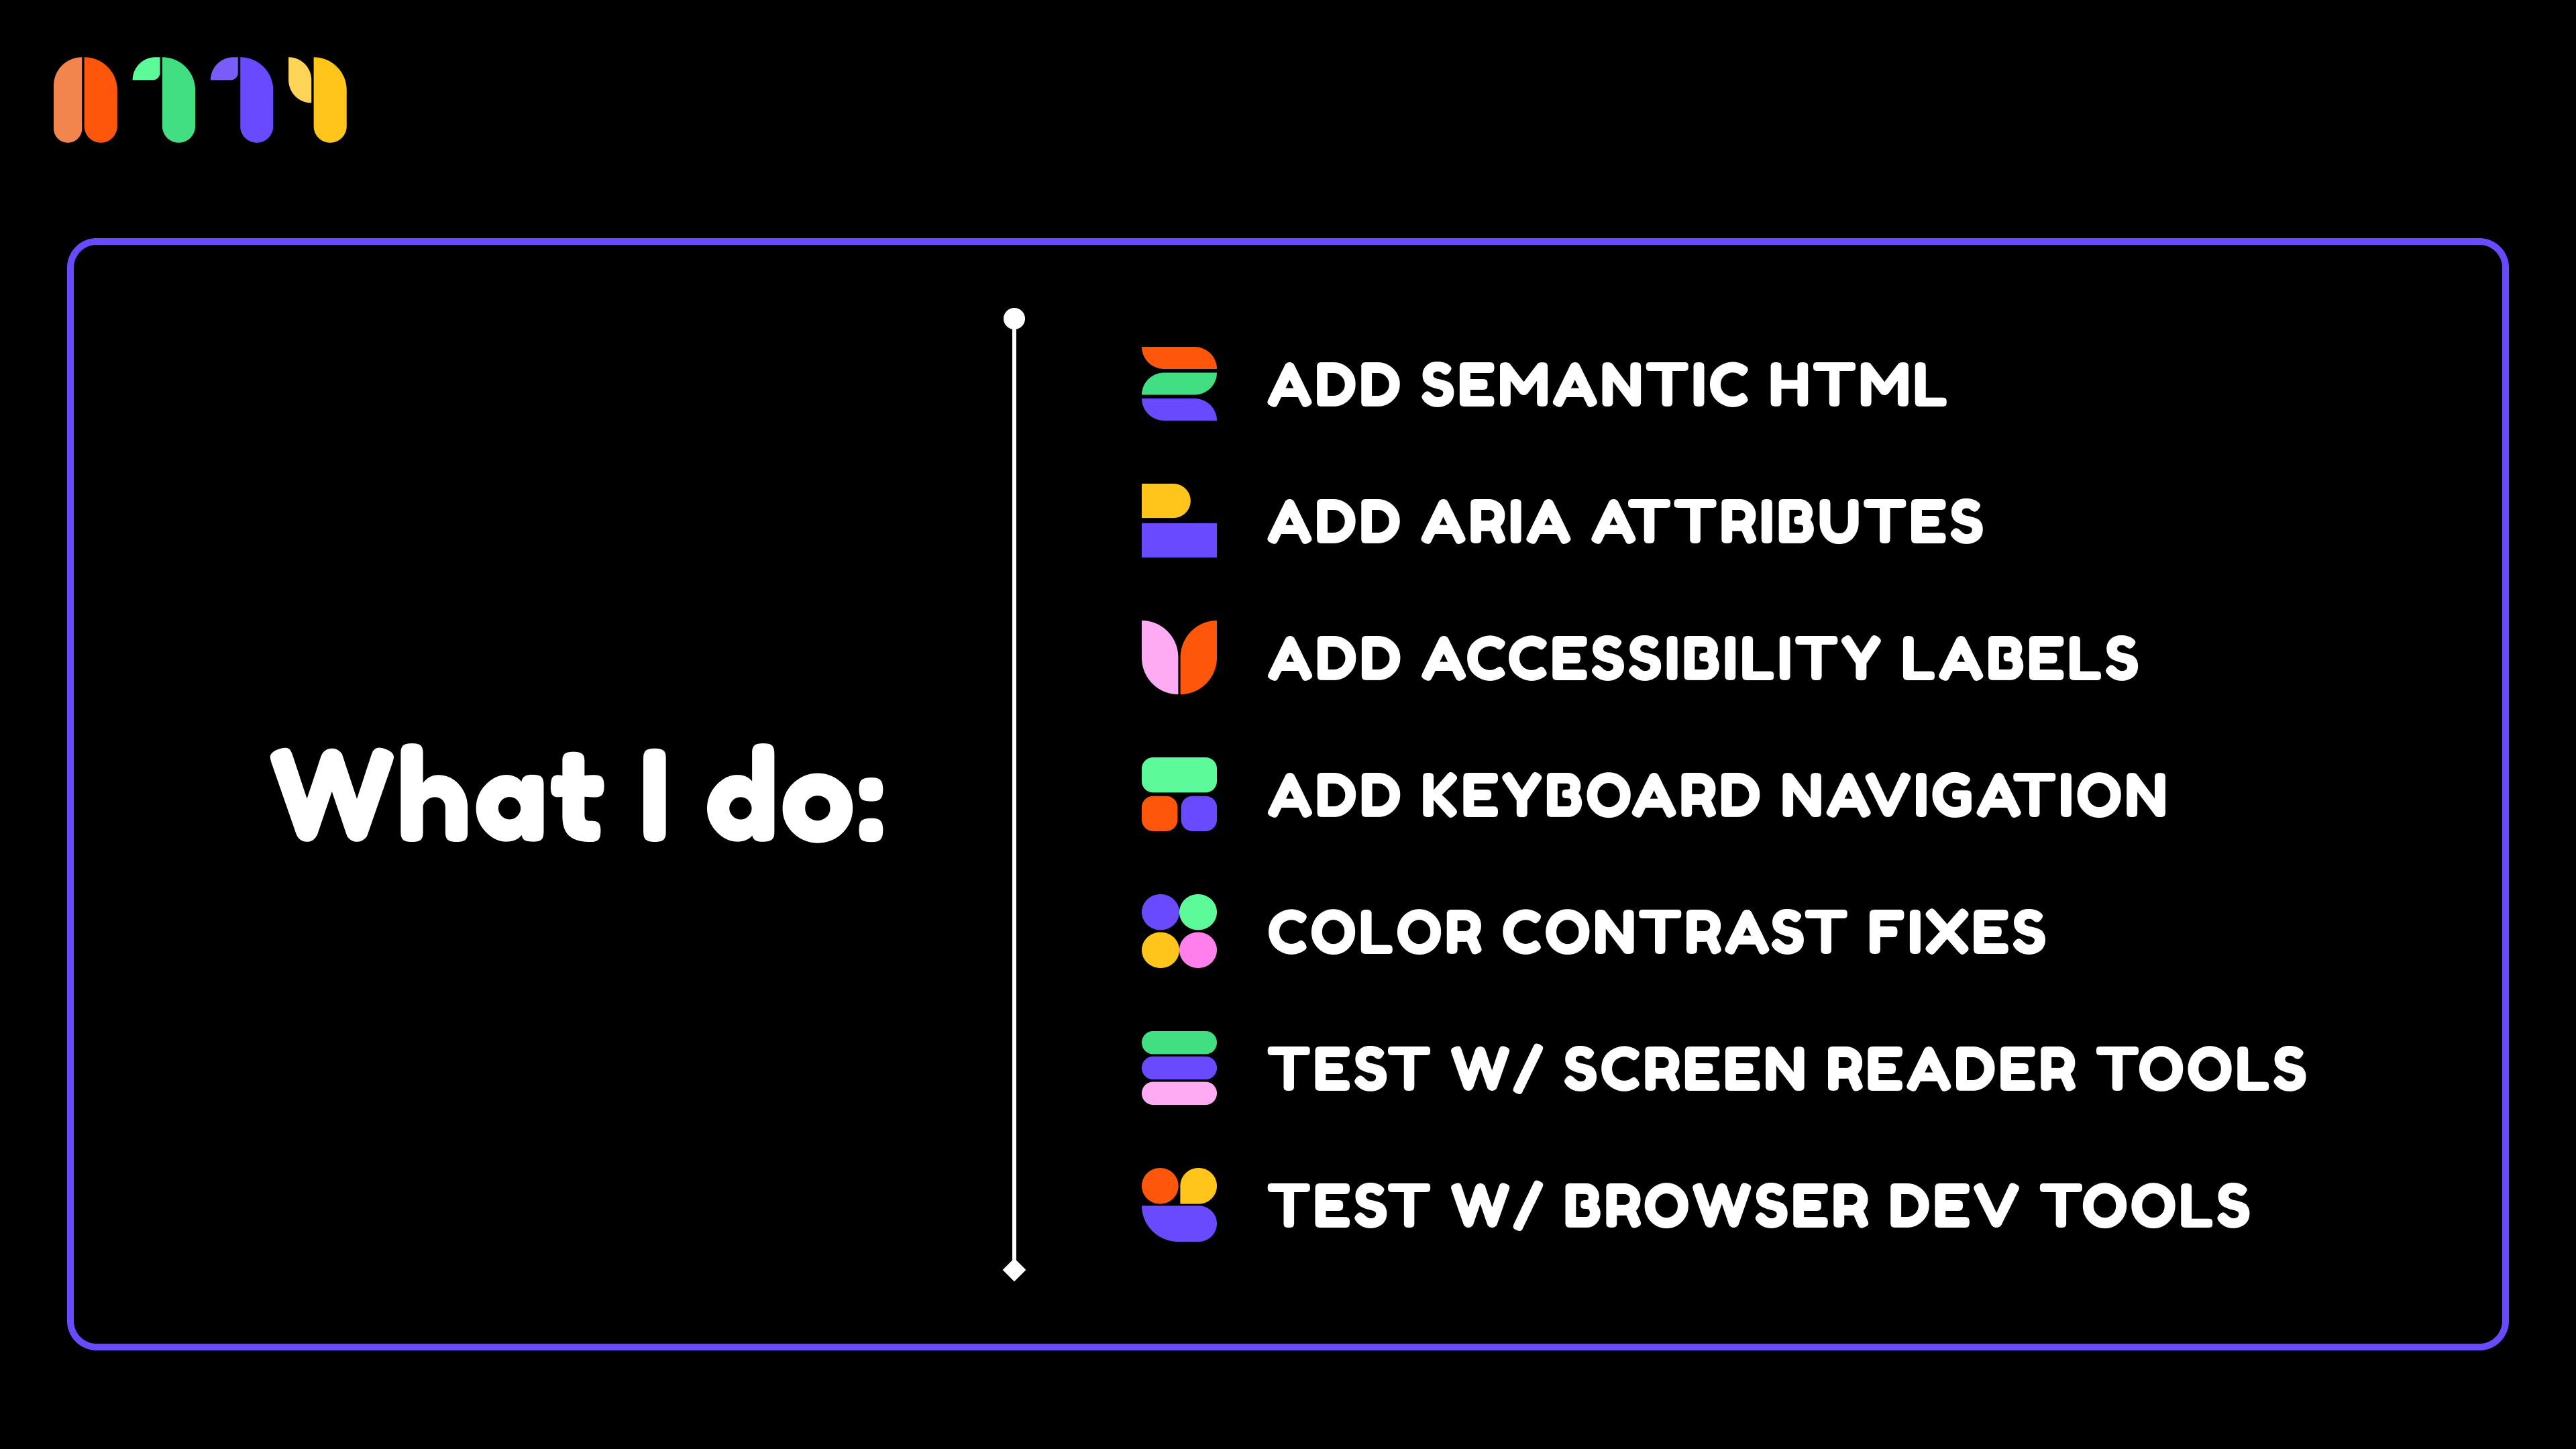 What I do:
ADD SEMANTIC HTML
ADD ARIA ATTRIBUTES
ADD ACCESSIBILITY LABELS
ADD KEYBOARD NAVIGATION
COLOR CONTRAST FIXES
TEST W/ SCREEN READER TOOLS
TEST W/ BROWSER DEV TOOLS